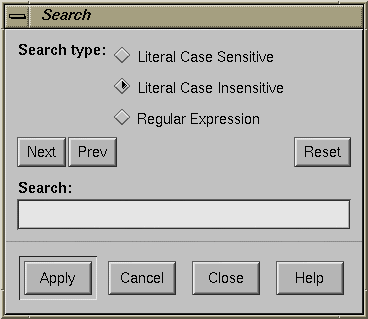 Search
Search type:
Literal Case Sensitive
Literal Case Insensitive
Regular Expression
Next Prev Reset
Search:
Apply Cancel Close Help